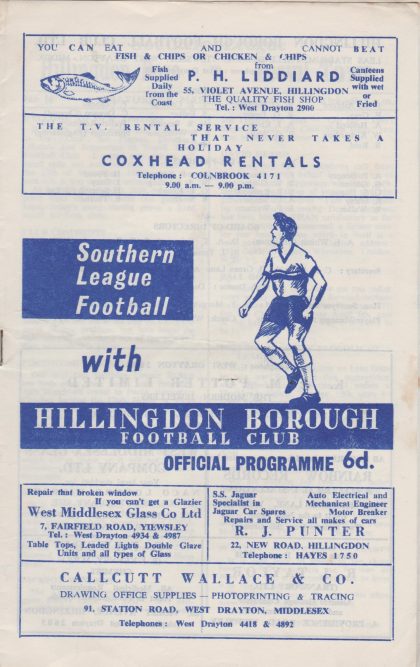 YOU CAN EAT AND CANNOT BEAT
FISH & CHIPS OR CHICKEN & CHIPS
from
Fish
Supplied
Daily
from the
Coast
P. H. LIDDIARD
55, VIOLET AVENUE, HILLINGDON
THE QUALITY FISH SHOP
Tel.: West Drayton 2900
Canteens
Supplied
with wet
or
Fried
THE T.V. RENTAL SERVICE
THAT NEVER TAKES A
HOLIDAY
COXHEAD RENTALS
Telephone : COLNBROOK 4171
9.00 a.m. — 9.00 p.m.
Southern
League
Football
with
HILLINGDON BOROUGH
FOOTBALL CLUB
OFFICIAL PROGRAMME 6d.
Repair that broken window
If you can't get a Glazier
West Middlesex Glass Co Ltd
7, FAIRFIELD ROAD, YIEWSLEY
Tel.: West Drayton 4934 and 4987
Table Tops, Leaded Lights Double Glaze
Units and all types of Glass
S.S. Jaguar Auto Electrical and
Specialist in Mechanical Engineer
Jaguar Car Spares Motor Breaker
Repairs and Service all makes of cars
R. J. PUNTER
22, NEW ROAD, HILLINGDON
Telephone : HAYES 1750
CALLCUTT WALLACE & CO.
DRAWING OFFICE SUPPLIES — PHOTOPRINTING & TRACING
91, STATION ROAD, WEST DRAYTON, MIDDLESEX
Telephones : West Drayton 4418 & 4892